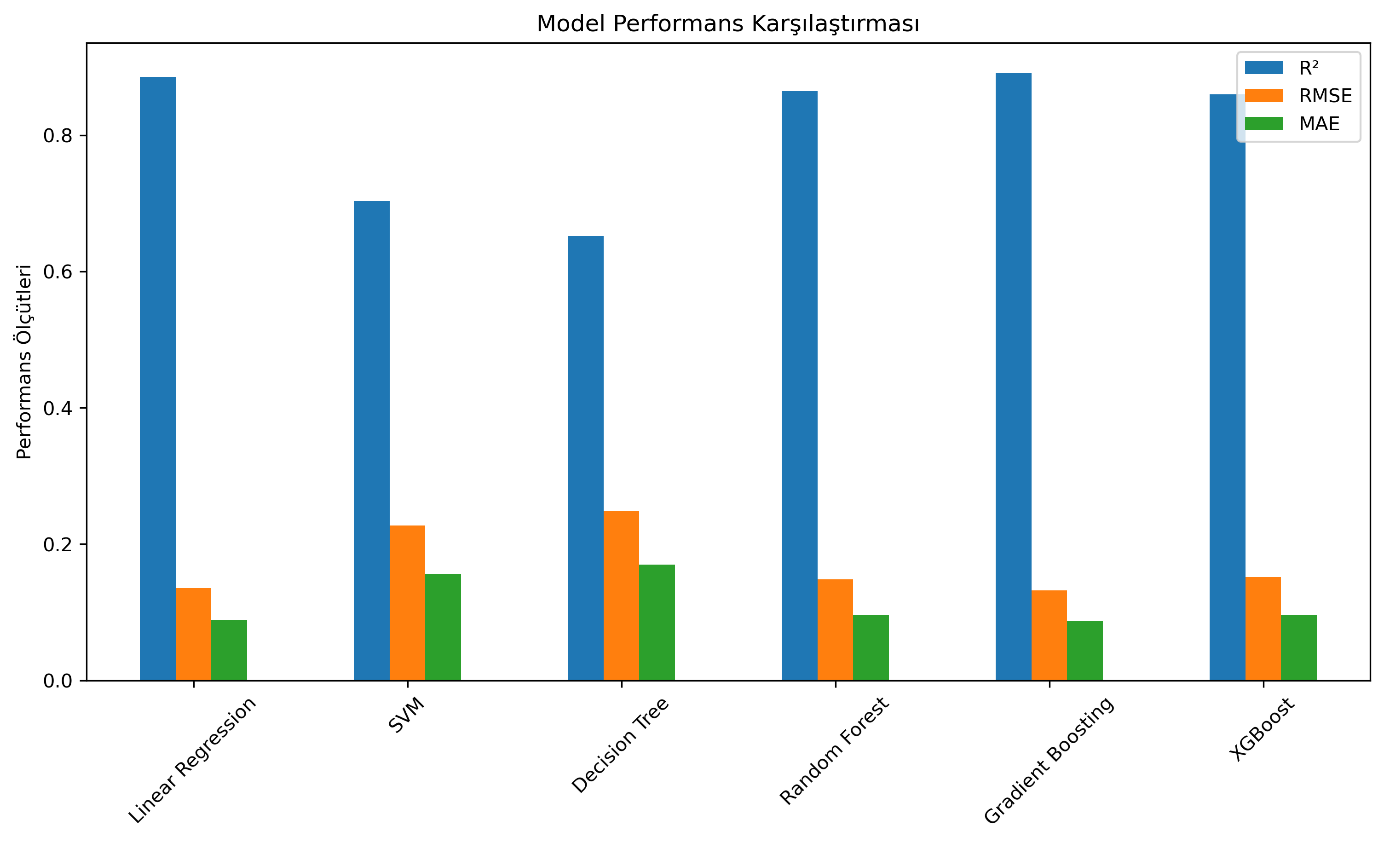 Model Performans Karşılaştırması
R²
RMSE
MAE
Performans Ölçütleri
0.8
0.6
0.4
0.2
0.0
Linear Regression
SVM
Decision Tree
Random Forest
Gradient Boosting
XGBoost